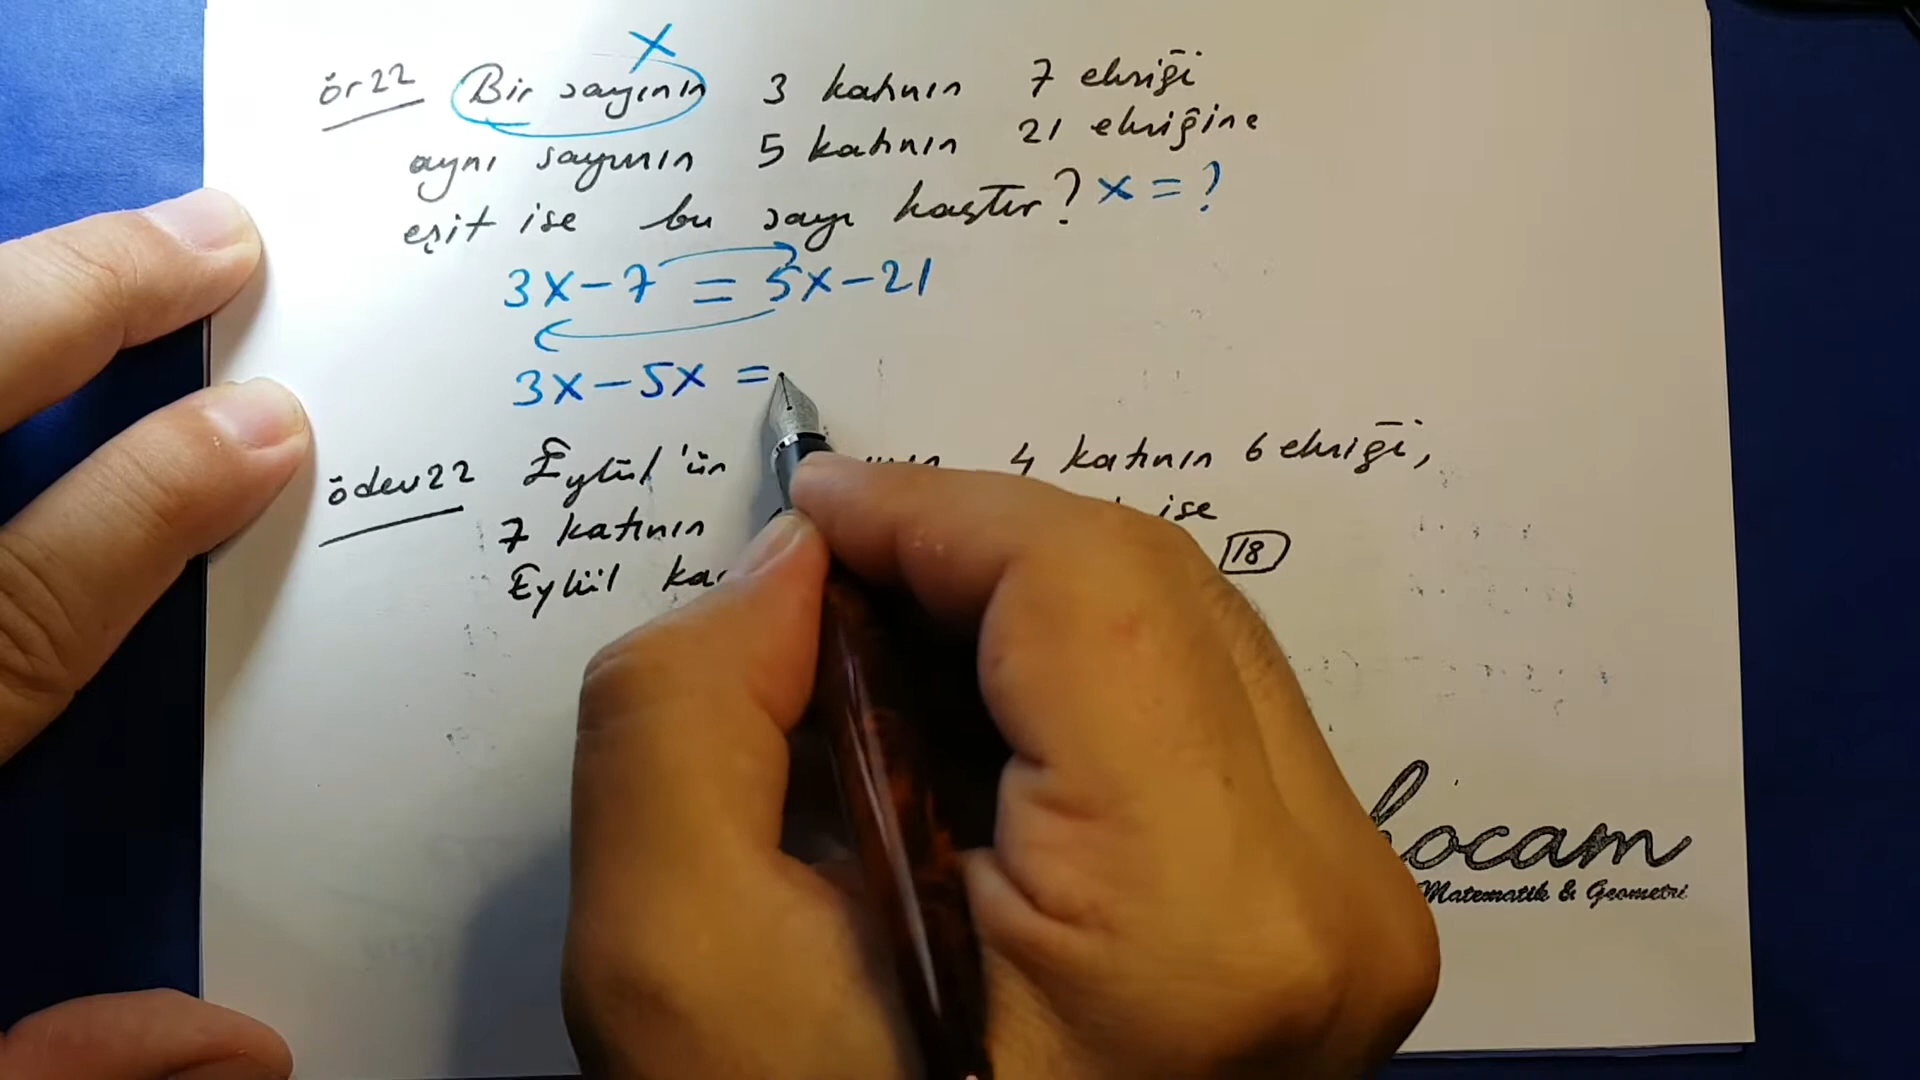 x
ör22 Bir sayının 3 katının 7 eksiği
aynı sayının 5 katının 21 eksiğine
eşit ise bu sayı kaçtır? x = ?
3x - 7 = 5x - 21
3x - 5x =
ödev22 Eylül'ün 4 katının 6 eksiği,
7 katının ise
Eylül 18
hocam
Matematik & Geometri